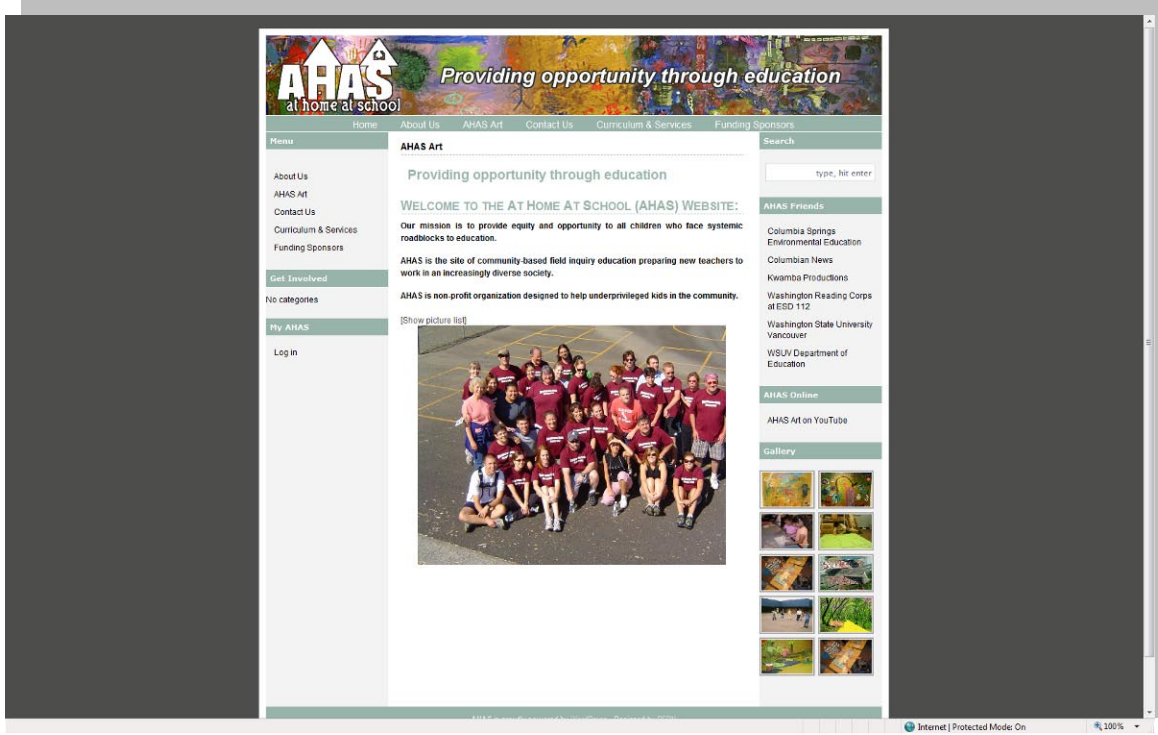 AHAS
at home at school
Providing opportunity through education
Home About Us AHAS Art Contact Us Curriculum & Services Funding Sponsors
Menu
About Us
AHAS Art
Contact Us
Curriculum & Services
Funding Sponsors
Get Involved
No categories
My AHAS
Log in
AHAS Art
Providing opportunity through education
WELCOME TO THE AT HOME AT SCHOOL (AHAS) WEBSITE:
Our mission is to provide equity and opportunity to all children who face systemic
roadblocks to education.
AHAS is the site of community-based field inquiry education preparing new teachers to
work in an increasingly diverse society.
AHAS is non-profit organization designed to help underprivileged kids in the community.
[Show picture list]
Search
type, hit enter
AHAS Friends
Columbia Springs
Environmental Education
Columbian News
Kwamba Productions
Washington Reading Corps
at ESD 112
Washington State University
Vancouver
WSUV Department of
Education
AHAS Online
AHAS Art on YouTube
Gallery
Internet | Protected Mode: On
100%